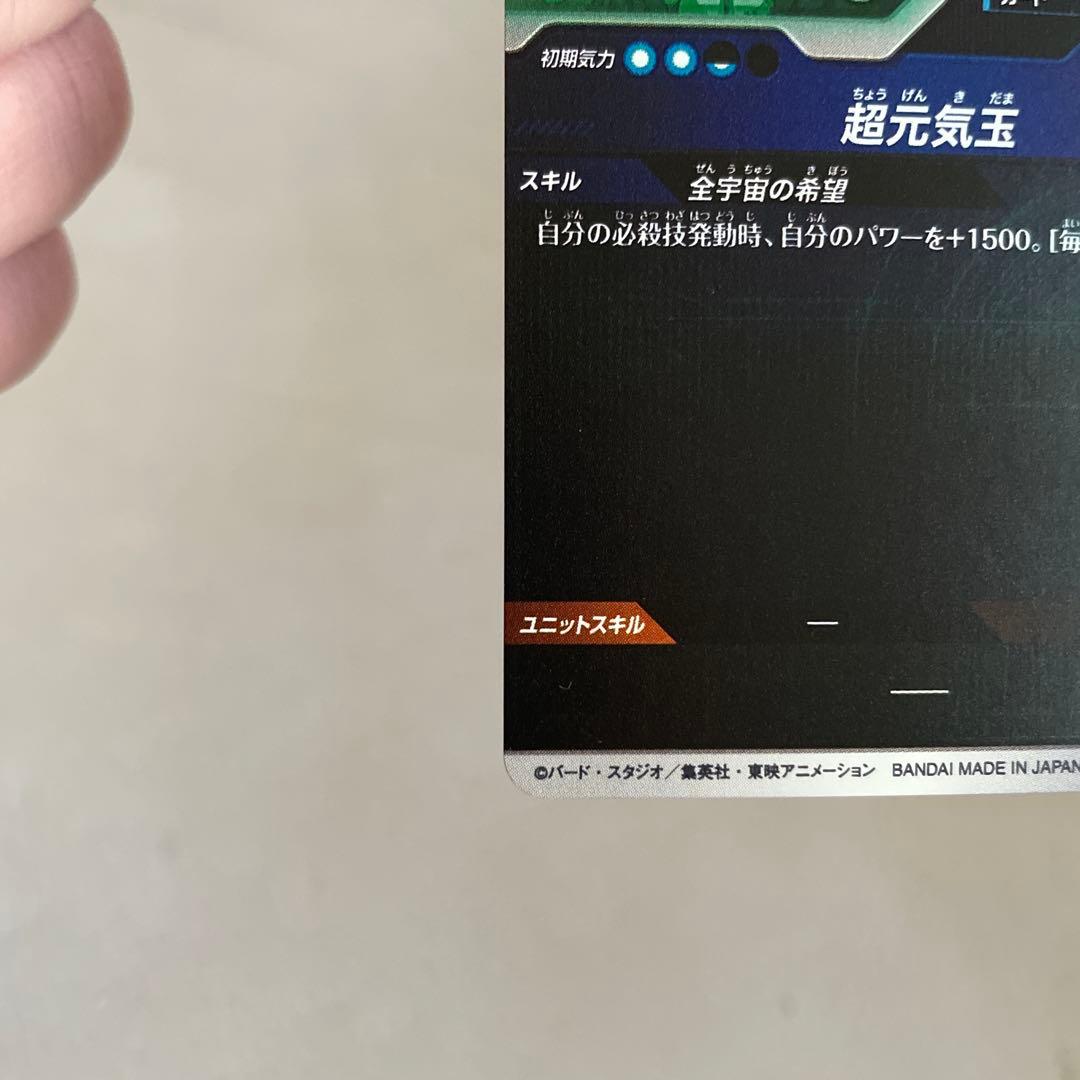 初期気力
ちょう げん き だま
超元気玉
スキル
ぜん う ちゅう き ぼう
全宇宙の希望
じ ぶん ひっ さつ わざ はつ どう じ じ ぶん まい
自分の必殺技発動時、自分のパワーを+1500。[毎
ユニットスキル
—
—
©バード・スタジオ／集英社・東映アニメーション BANDAI MADE IN JAPAN